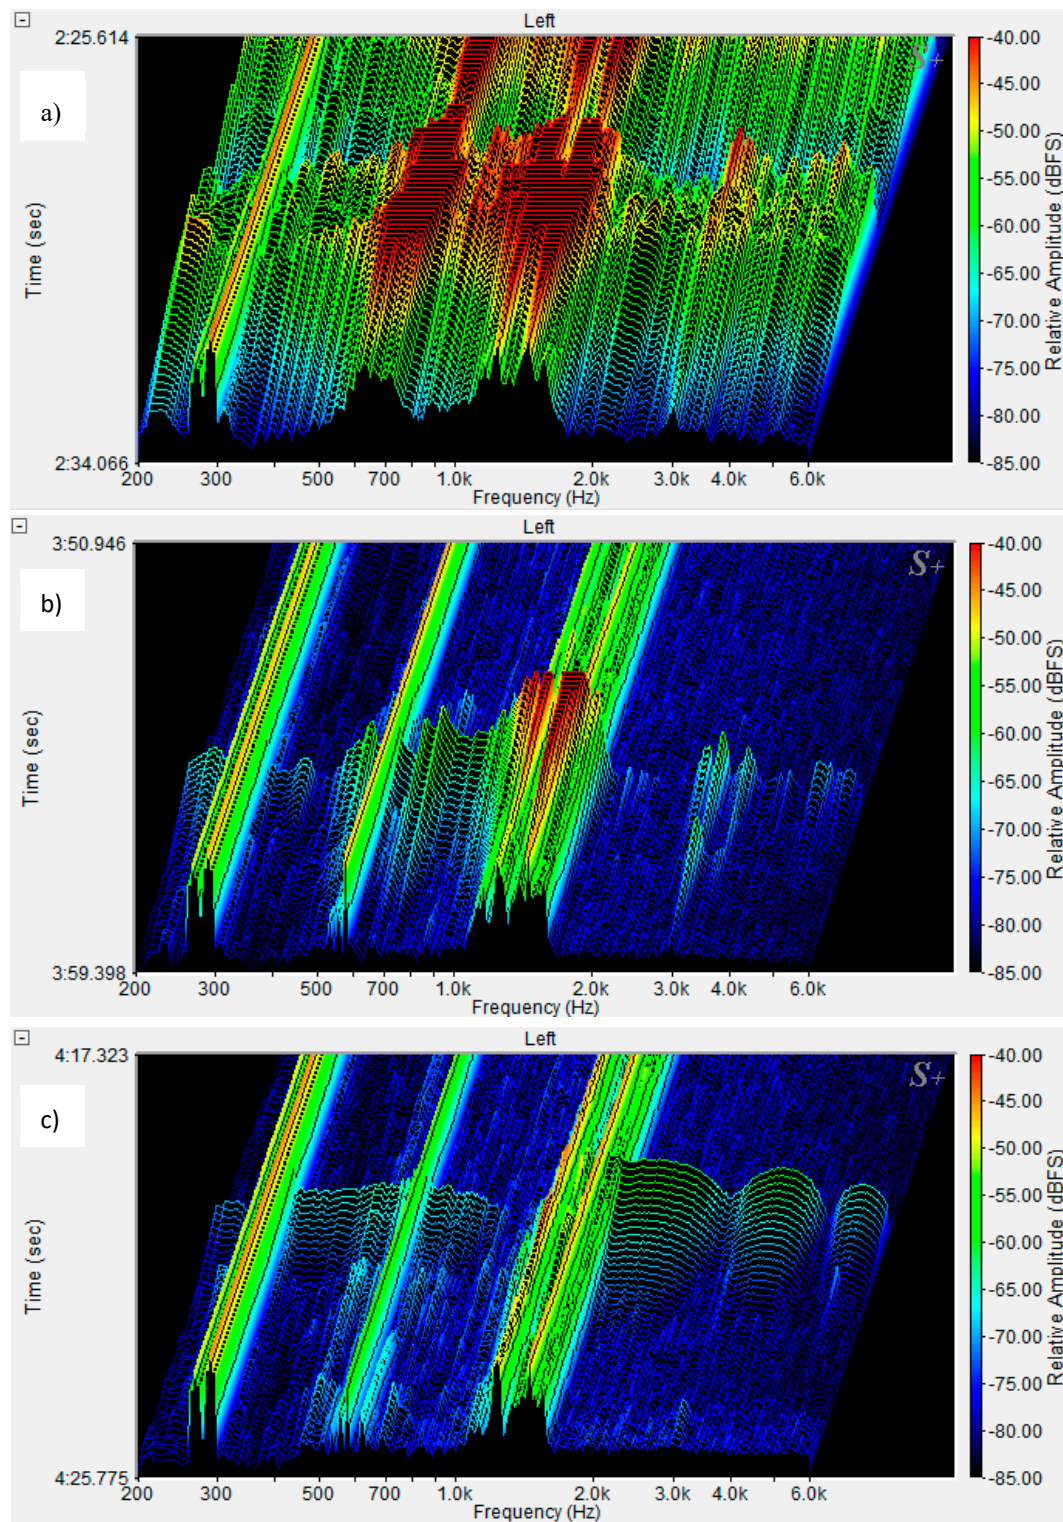 Left
2:25.614
a)
S+
Time (sec)
2:34.066
200 300 500 700 1.0k 2.0k 3.0k 4.0k 6.0k
Frequency (Hz)
-40.00
-45.00
-50.00
-55.00
-60.00
-65.00
-70.00
-75.00
-80.00
-85.00
Relative Amplitude (dBFS)
Left
3:50.946
b)
S+
Time (sec)
3:59.398
200 300 500 700 1.0k 2.0k 3.0k 4.0k 6.0k
Frequency (Hz)
-40.00
-45.00
-50.00
-55.00
-60.00
-65.00
-70.00
-75.00
-80.00
-85.00
Relative Amplitude (dBFS)
Left
4:17.323
c)
S+
Time (sec)
4:25.775
200 300 500 700 1.0k 2.0k 3.0k 4.0k 6.0k
Frequency (Hz)
-40.00
-45.00
-50.00
-55.00
-60.00
-65.00
-70.00
-75.00
-80.00
-85.00
Relative Amplitude (dBFS)